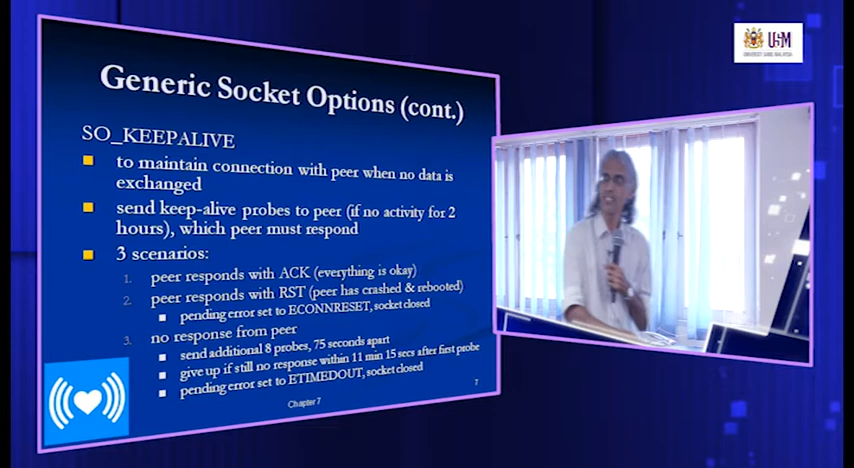 USM
UNIVERSITI SAINS MALAYSIA
Generic Socket Options (cont.)
SO_KEEPALIVE
to maintain connection with peer when no data is
exchanged
send keep-alive probes to peer (if no activity for 2
hours), which peer must respond
3 scenarios:
1. peer responds with ACK (everything is okay)
2. peer responds with RST (peer has crashed & rebooted)
pending error set to ECONNRESET, socket closed
3. no response from peer
send additional 8 probes, 75 seconds apart
give up if still no response within 11 min 15 secs after first probe
pending error set to ETIMEDOUT, socket closed
Chapter 7
7